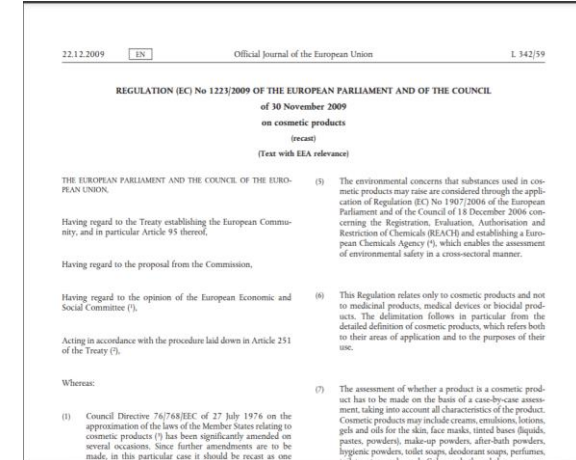 22.12.2009
EN
Official Journal of the European Union
L 342/59
REGULATION (EC) No 1223/2009 OF THE EUROPEAN PARLIAMENT AND OF THE COUNCIL
of 30 November 2009
on cosmetic products
(recast)
(Text with EEA relevance)
THE EUROPEAN PARLIAMENT AND THE COUNCIL OF THE EURO-
PEAN UNION,
Having regard to the Treaty establishing the European Commu-
nity, and in particular Article 95 thereof,
Having regard to the proposal from the Commission,
Having regard to the opinion of the European Economic and
Social Committee (¹),
Acting in accordance with the procedure laid down in Article 251
of the Treaty (²),
Whereas:
(1) Council Directive 76/768/EEC of 27 July 1976 on the
approximation of the laws of the Member States relating to
cosmetic products (³) has been significantly amended on
several occasions. Since further amendments are to be
made, in this particular case it should be recast as one
(5) The environmental concerns that substances used in cos-
metic products may raise are considered through the appli-
cation of Regulation (EC) No 1907/2006 of the European
Parliament and of the Council of 18 December 2006 con-
cerning the Registration, Evaluation, Authorisation and
Restriction of Chemicals (REACH) and establishing a Euro-
pean Chemicals Agency (⁴), which enables the assessment
of environmental safety in a cross-sectoral manner.
(6) This Regulation relates only to cosmetic products and not
to medicinal products, medical devices or biocidal prod-
ucts. The delimitation follows in particular from the
detailed definition of cosmetic products, which refers both
to their areas of application and to the purposes of their
use.
(7) The assessment of whether a product is a cosmetic prod-
uct has to be made on the basis of a case-by-case assess-
ment, taking into account all characteristics of the product.
Cosmetic products may include creams, emulsions, lotions,
gels and oils for the skin, face masks, tinted bases (liquids,
pastes, powders), make-up powders, after-bath powders,
hygienic powders, toilet soaps, deodorant soaps, perfumes,